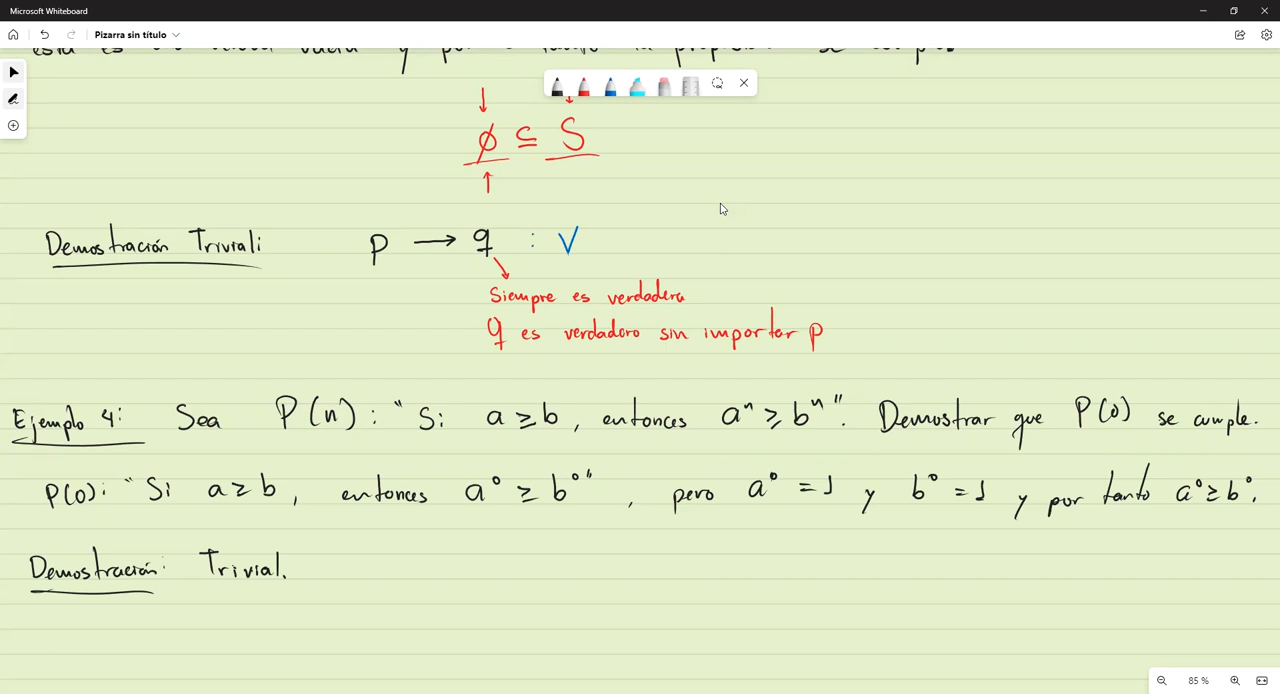 Microsoft Whiteboard
Pizarra sin título
∅ ⊆ S
Demostración Trivial: p → q : V
Siempre es verdadera
q es verdadero sin importar p
Ejemplo 4: Sea P(n): "Si a ≥ b, entonces aⁿ ≥ bⁿ". Demostrar que P(0) se cumple.
P(0): "Si a ≥ b, entonces a⁰ ≥ b⁰", pero a⁰ = 1 y b⁰ = 1 y por tanto a⁰ ≥ b⁰.
Demostración: Trivial.
85 %